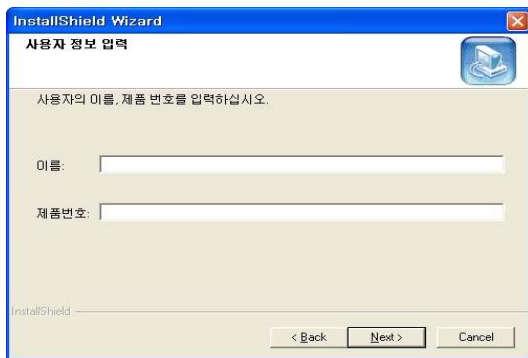 InstallShield Wizard
사용자 정보 입력
사용자의 이름, 제품 번호를 입력하십시오.
이름:
제품번호:
InstallShield
< Back Next > Cancel